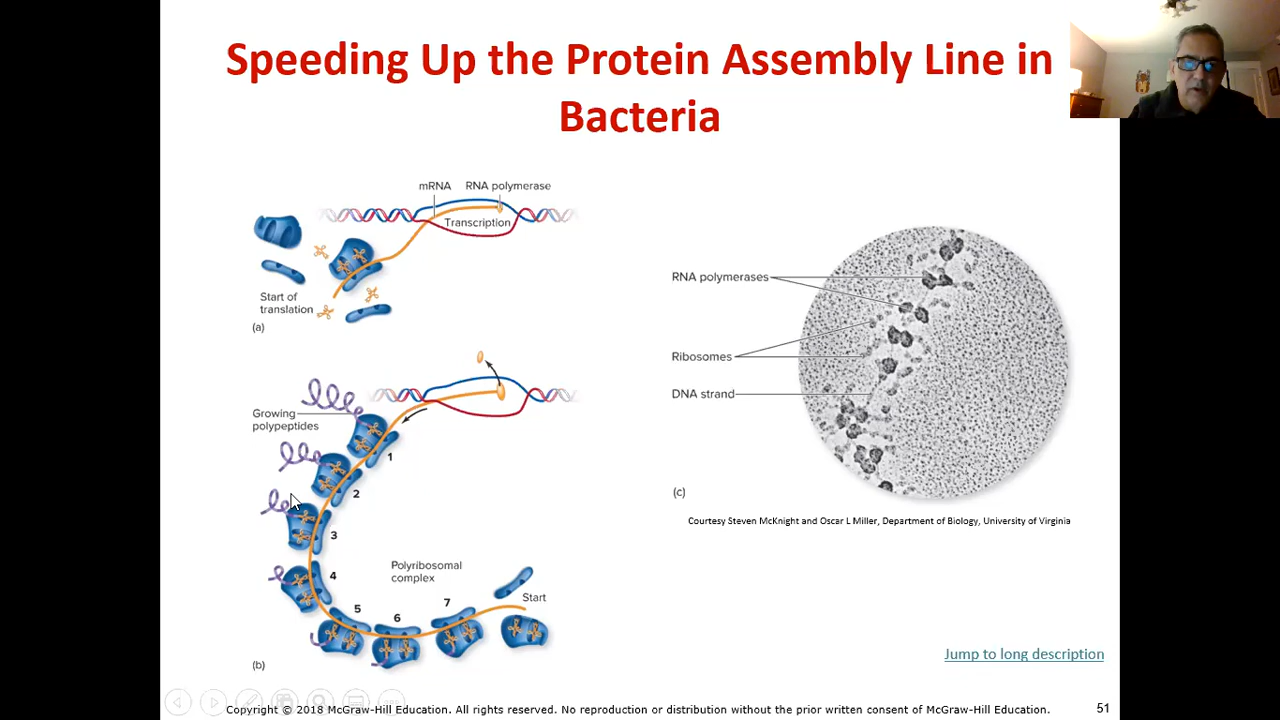 Speeding Up the Protein Assembly Line in
Bacteria
mRNA
RNA polymerase
Transcription
Start of
translation
(a)
Growing
polypeptides
1
2
3
4
5
6
7
Polyribosomal
complex
Start
(b)
RNA polymerases
Ribosomes
DNA strand
(c)
Courtesy Steven McKnight and Oscar L Miller, Department of Biology, University of Virginia
Jump to long description
Copyright © 2018 McGraw-Hill Education. All rights reserved. No reproduction or distribution without the prior written consent of McGraw-Hill Education.
51